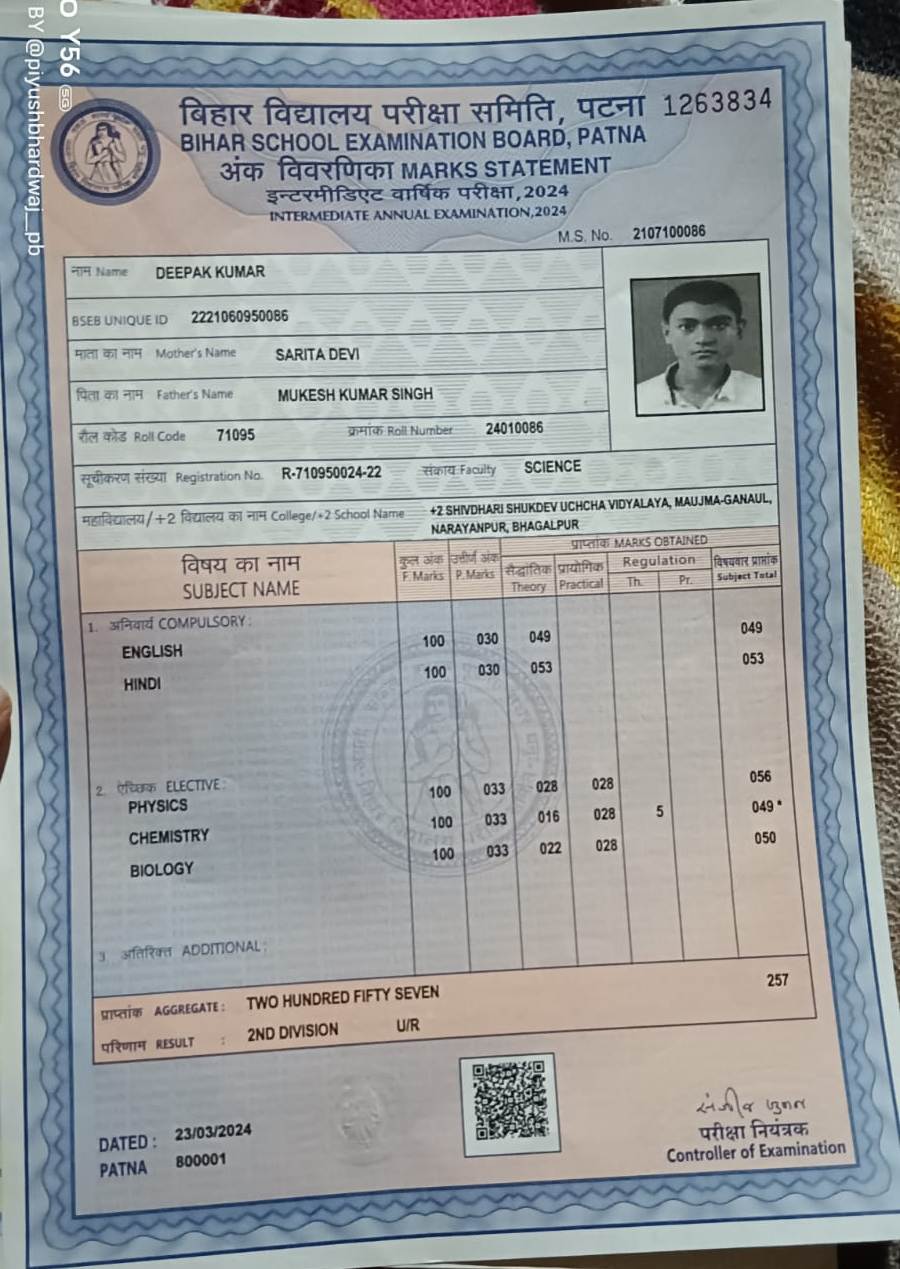 बिहार विद्यालय परीक्षा समिति, पटना 1263834
BIHAR SCHOOL EXAMINATION BOARD, PATNA
अंक विवरणिका MARKS STATEMENT
इन्टरमीडिएट वार्षिक परीक्षा, 2024
INTERMEDIATE ANNUAL EXAMINATION,2024
M.S. No. 2107100086
नाम Name DEEPAK KUMAR
BSEB UNIQUE ID 2221060950086
माता का नाम Mother's Name SARITA DEVI
पिता का नाम Father's Name MUKESH KUMAR SINGH
रौल कोड Roll Code 71095 क्रमांक Roll Number 24010086
सूचीकरण संख्या Registration No. R-710950024-22 संकाय Faculty SCIENCE
महाविद्यालय/+2 विद्यालय का नाम College/+2 School Name +2 SHIVDHARI SHUKDEV UCHCHA VIDYALAYA, MAUJMA-GANAUL,
NARAYANPUR, BHAGALPUR
विषय का नाम कुल अंक उत्तीर्ण अंक प्राप्तांक MARKS OBTAINED
SUBJECT NAME F.Marks P.Marks सैद्धांतिक प्रायोगिक Regulation विषयवार प्राप्तांक
Theory Practical Th. Pr. Subject Total
1. अनिवार्य COMPULSORY:
ENGLISH 100 030 049 049
HINDI 100 030 053 053
2. ऐच्छिक ELECTIVE:
PHYSICS 100 033 028 028 056
CHEMISTRY 100 033 016 028 5 049*
BIOLOGY 100 033 022 028 050
3. अतिरिक्त ADDITIONAL:
प्राप्तांक AGGREGATE: TWO HUNDRED FIFTY SEVEN 257
परिणाम RESULT : 2ND DIVISION U/R
DATED : 23/03/2024
PATNA 800001
परीक्षा नियंत्रक
Controller of Examination
O Y56 5G
BY @piyushbhardwaj_pb